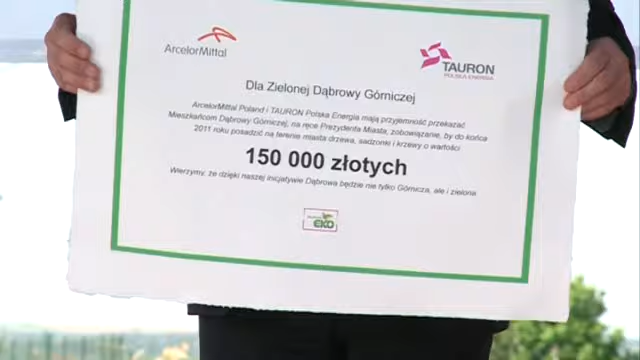 ArcelorMittal
TAURON
POLSKA ENERGIA
Dla Zielonej Dąbrowy Górniczej
ArcelorMittal Poland i TAURON Polska Energia mają przyjemność przekazać
Mieszkańcom Dąbrowy Górniczej, na ręce Prezydenta Miasta, zobowiązanie, by do końca
2011 roku posadzić na terenie miasta drzewa, sadzonki i krzewy o wartości
150 000 złotych
Wierzymy, że dzięki naszej inicjatywie Dąbrowa będzie nie tylko Górnicza, ale i zielona
EKO